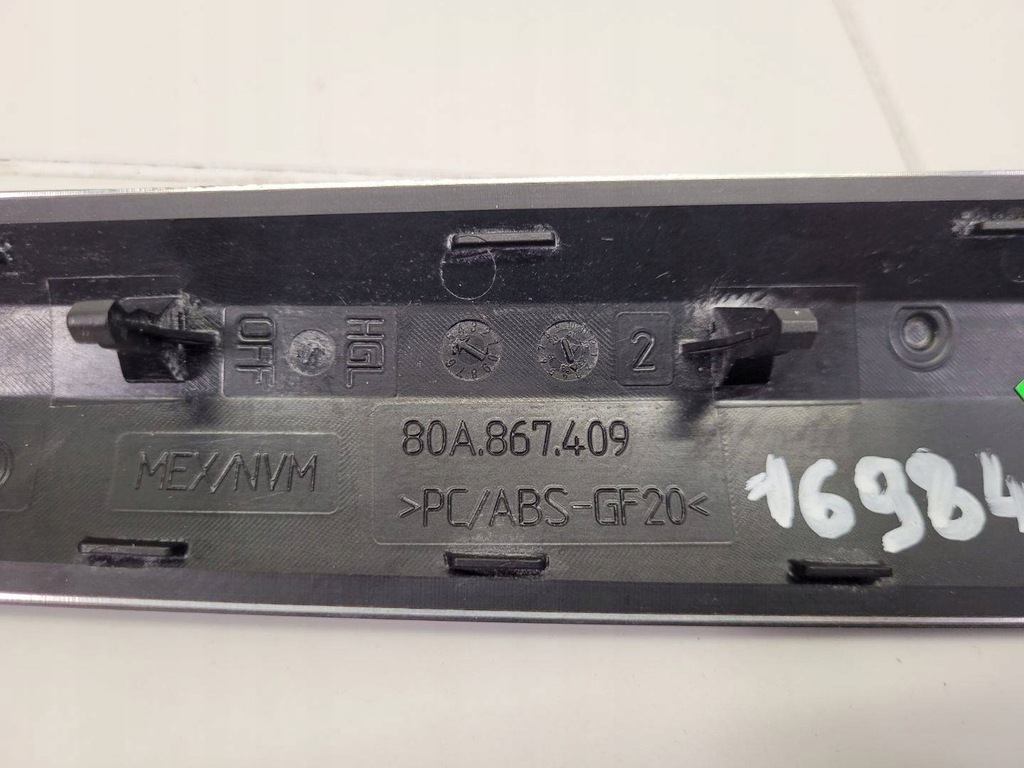 HGL
OFF
2
80A.867.409
MEX/NVM
>PC/ABS-GF20<
16984